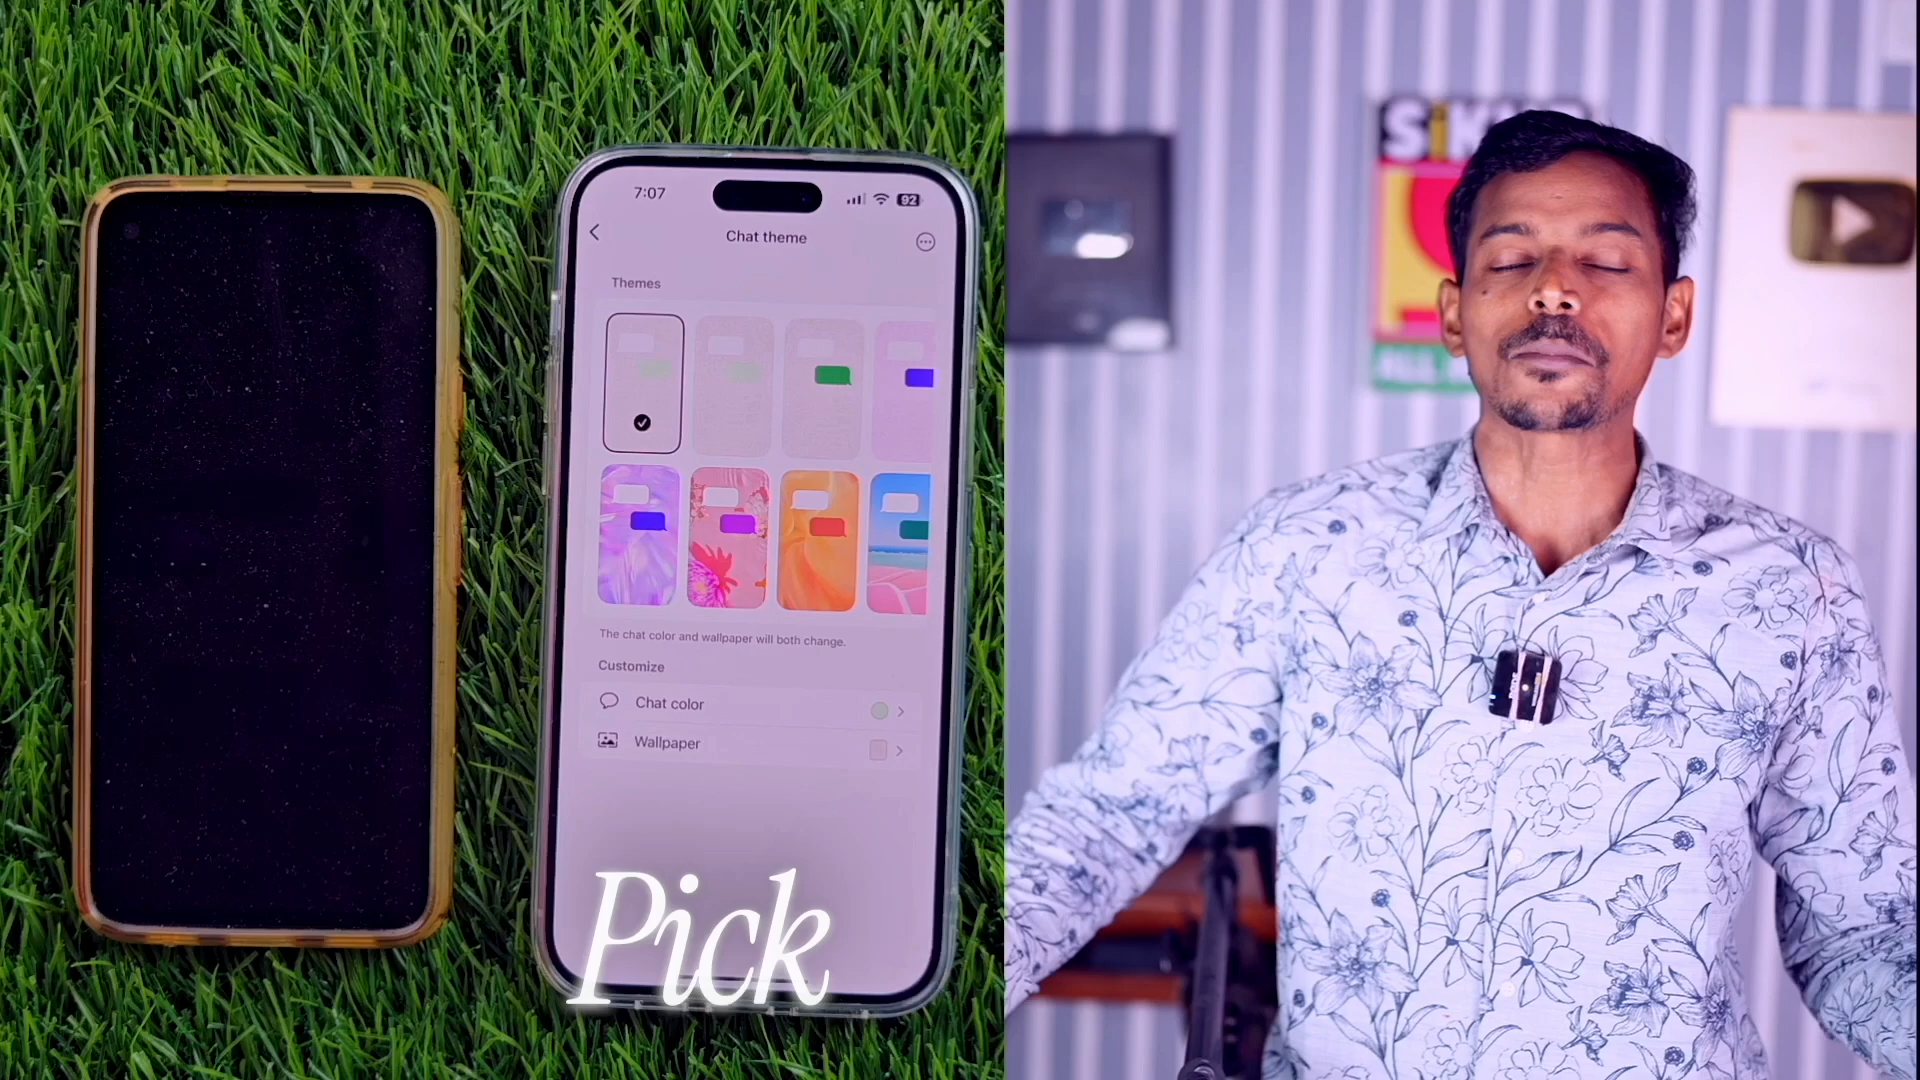 7:07
92
Chat theme
Themes
The chat color and wallpaper will both change.
Customize
Chat color
Wallpaper
Pick